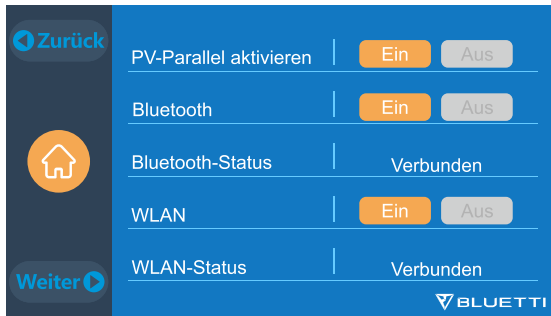 Zurück
PV-Parallel aktivieren Ein Aus
Bluetooth Ein Aus
Bluetooth-Status Verbunden
WLAN Ein Aus
WLAN-Status Verbunden
Weiter
BLUETTI